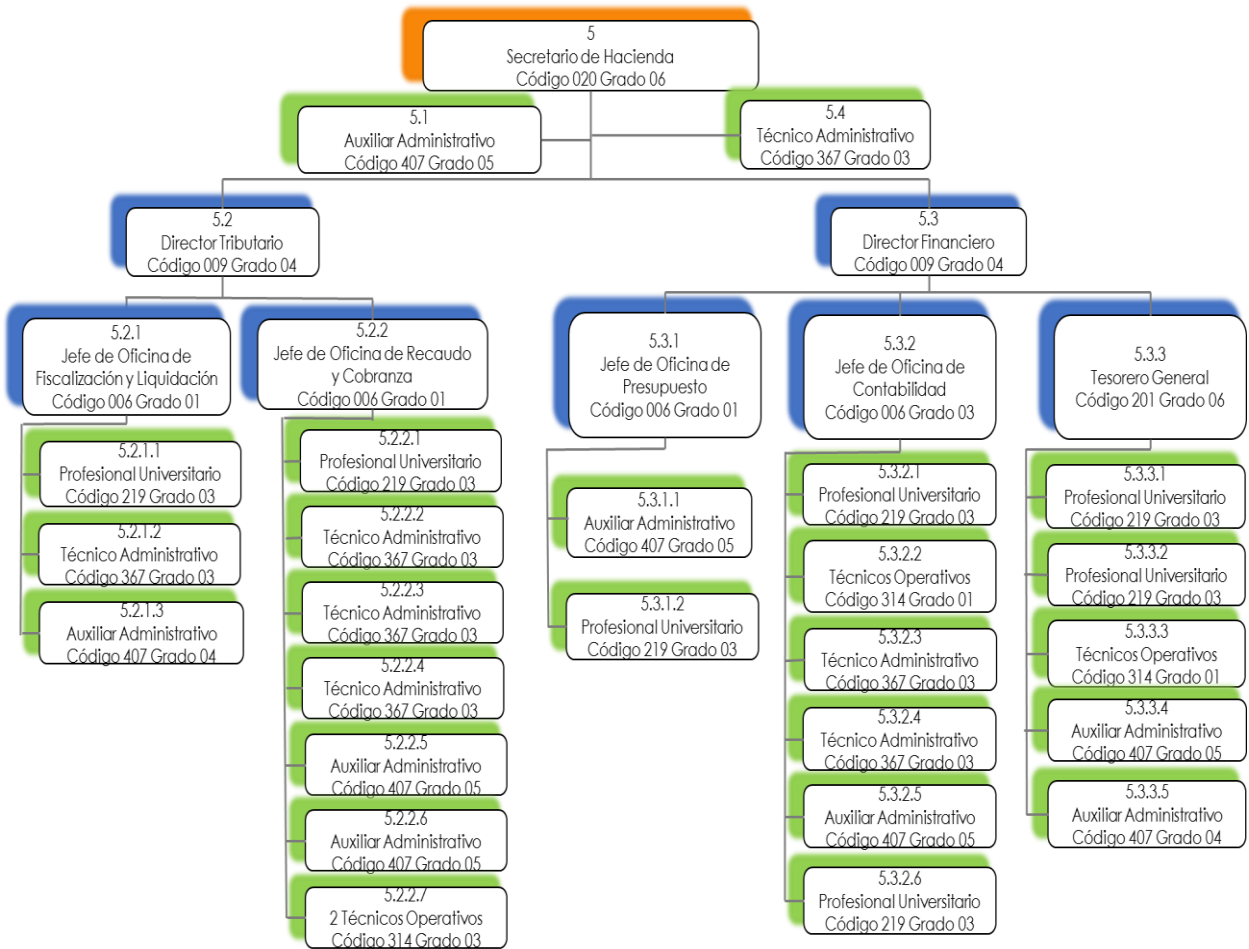 5
Secretario de Hacienda
Código 020 Grado 06
5.1
Auxiliar Administrativo
Código 407 Grado 05
5.4
Técnico Administrativo
Código 367 Grado 03
5.2
Director Tributario
Código 009 Grado 04
5.3
Director Financiero
Código 009 Grado 04
5.2.1
Jefe de Oficina de
Fiscalización y Liquidación
Código 006 Grado 01
5.2.1.1
Profesional Universitario
Código 219 Grado 03
5.2.1.2
Técnico Administrativo
Código 367 Grado 03
5.2.1.3
Auxiliar Administrativo
Código 407 Grado 04
5.2.2
Jefe de Oficina de Recaudo
y Cobranza
Código 006 Grado 01
5.2.2.1
Profesional Universitario
Código 219 Grado 03
5.2.2.2
Técnico Administrativo
Código 367 Grado 03
5.2.2.3
Técnico Administrativo
Código 367 Grado 03
5.2.2.4
Técnico Administrativo
Código 367 Grado 03
5.2.2.5
Auxiliar Administrativo
Código 407 Grado 05
5.2.2.6
Auxiliar Administrativo
Código 407 Grado 05
5.2.2.7
2 Técnicos Operativos
Código 314 Grado 03
5.3.1
Jefe de Oficina de
Presupuesto
Código 006 Grado 01
5.3.1.1
Auxiliar Administrativo
Código 407 Grado 05
5.3.1.2
Profesional Universitario
Código 219 Grado 03
5.3.2
Jefe de Oficina de
Contabilidad
Código 006 Grado 03
5.3.2.1
Profesional Universitario
Código 219 Grado 03
5.3.2.2
Técnicos Operativos
Código 314 Grado 01
5.3.2.3
Técnico Administrativo
Código 367 Grado 03
5.3.2.4
Técnico Administrativo
Código 367 Grado 03
5.3.2.5
Auxiliar Administrativo
Código 407 Grado 05
5.3.2.6
Profesional Universitario
Código 219 Grado 03
5.3.3
Tesorero General
Código 201 Grado 06
5.3.3.1
Profesional Universitario
Código 219 Grado 03
5.3.3.2
Profesional Universitario
Código 219 Grado 03
5.3.3.3
Técnicos Operativos
Código 314 Grado 01
5.3.3.4
Auxiliar Administrativo
Código 407 Grado 05
5.3.3.5
Auxiliar Administrativo
Código 407 Grado 04